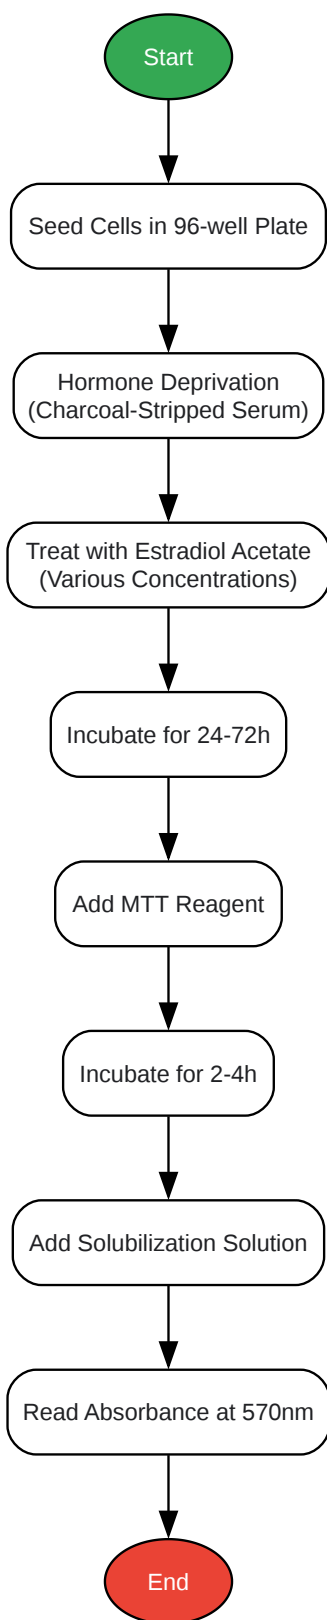 Start
Seed Cells in 96-well Plate
Hormone Deprivation
(Charcoal-Stripped Serum)
Treat with Estradiol Acetate
(Various Concentrations)
Incubate for 24-72h
Add MTT Reagent
Incubate for 2-4h
Add Solubilization Solution
Read Absorbance at 570nm
End